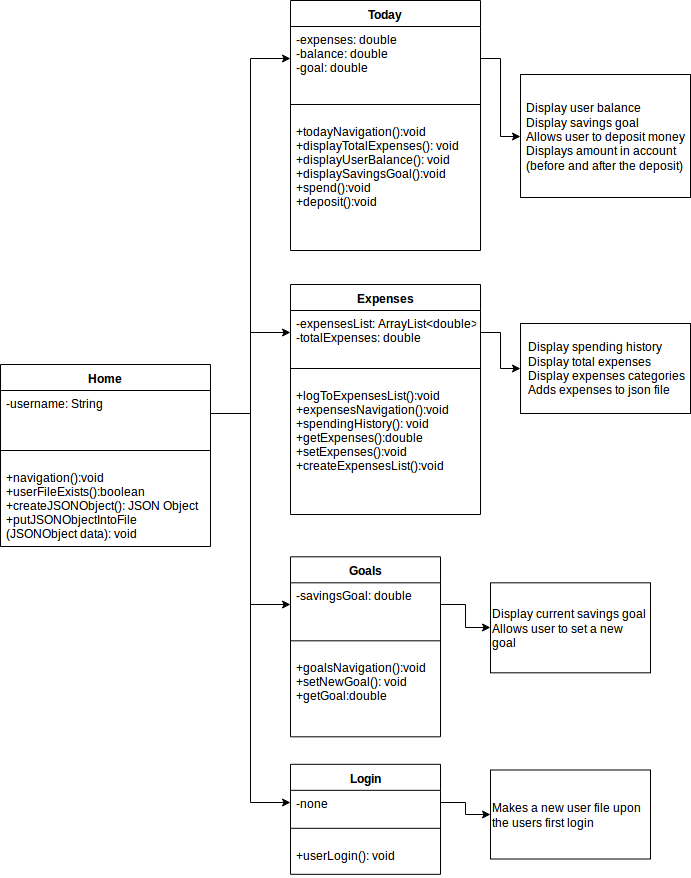 Today
-expenses: double
-balance: double
-goal: double
+todayNavigation():void
+displayTotalExpenses(): void
+displayUserBalance(): void
+displaySavingsGoal():void
+spend():void
+deposit():void
Display user balance
Display savings goal
Allows user to deposit money
Displays amount in account
(before and after the deposit)
Expenses
-expensesList: ArrayList<double>
-totalExpenses: double
+logToExpensesList():void
+expensesNavigation():void
+spendingHistory(): void
+getExpenses():double
+setExpenses():void
+createExpensesList():void
Display spending history
Display total expenses
Display expenses categories
Adds expenses to json file
Home
-username: String
+navigation():void
+userFileExists():boolean
+createJSONObject(): JSON Object
+putJSONObjectIntoFile
(JSONObject data): void
Goals
-savingsGoal: double
+goalsNavigation():void
+setNewGoal(): void
+getGoal:double
Display current savings goal
Allows user to set a new
goal
Login
-none
+userLogin(): void
Makes a new user file upon
the users first login